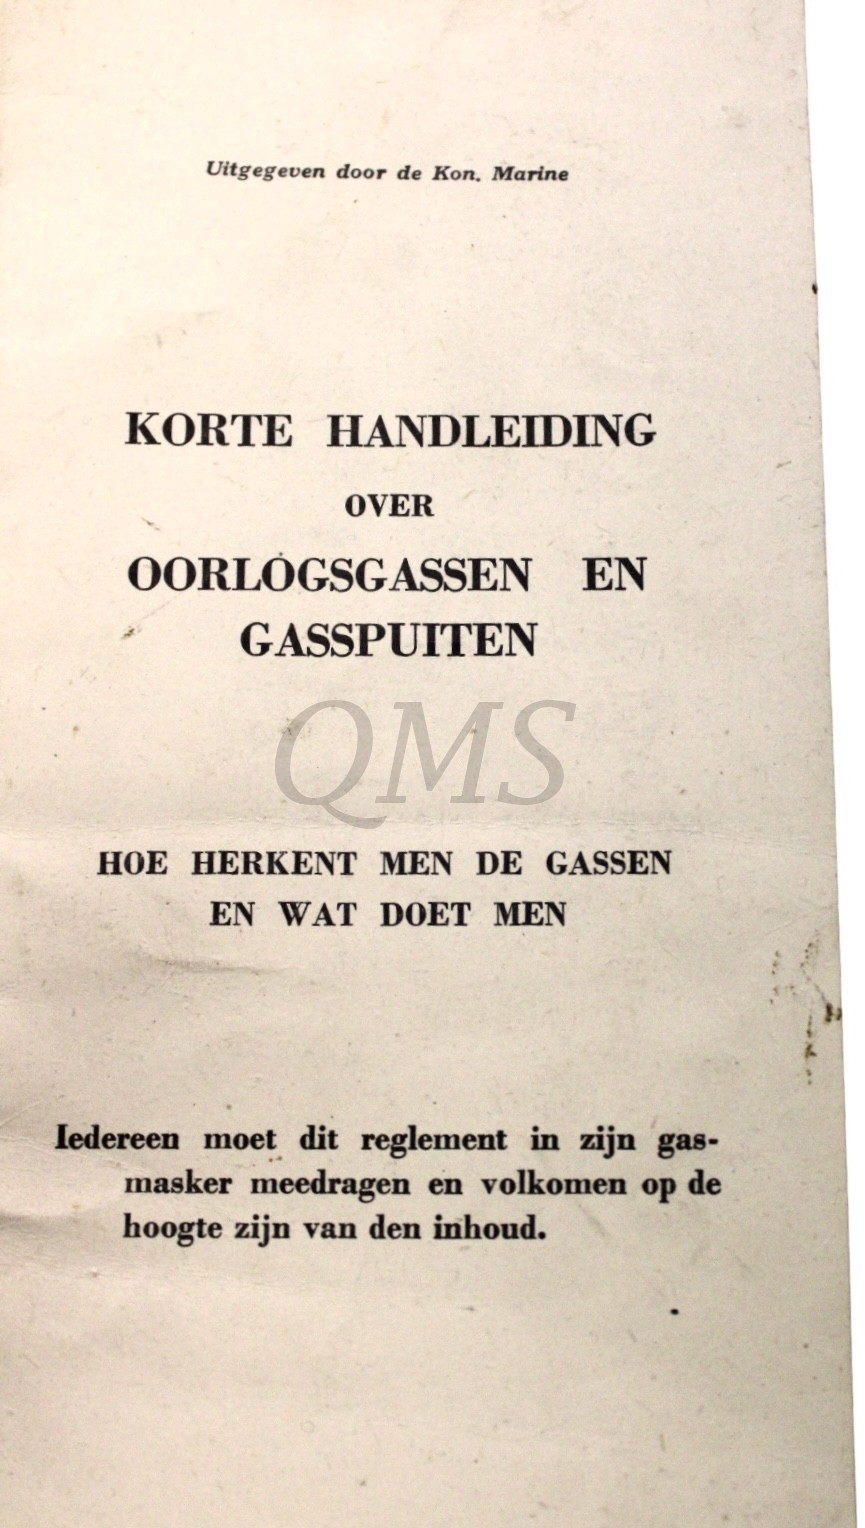 Uitgegeven door de Kon. Marine
KORTE HANDLEIDING
OVER
OORLOGSGASSEN EN
GASSPUITEN
QMS
HOE HERKENT MEN DE GASSEN
EN WAT DOET MEN
Iedereen moet dit reglement in zijn gas-
masker meedragen en volkomen op de
hoogte zijn van den inhoud.